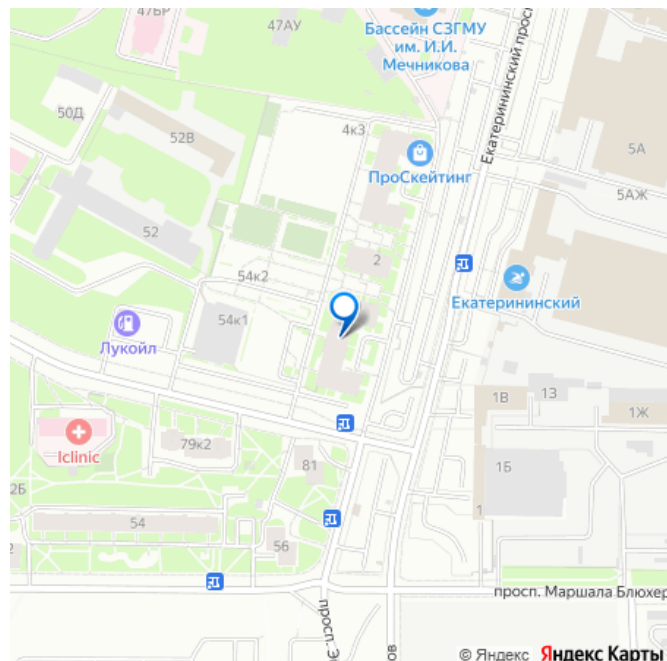 47БР
47АУ
Бассейн СЗГМУ
им. И.И.
Мечникова
Екатерининский просп
50Д
52В
4к3
5А
ПроСкейтинг
5АЖ
52
2
54к2
Екатерининский
54к1
Лукойл
1В
13
1Ж
79к2
Iclinic
81
1Б
2Б
54
1
56
2
просп. Маршала Блюхер
просп. Э
ов
© Яндекс Яндекс Карты